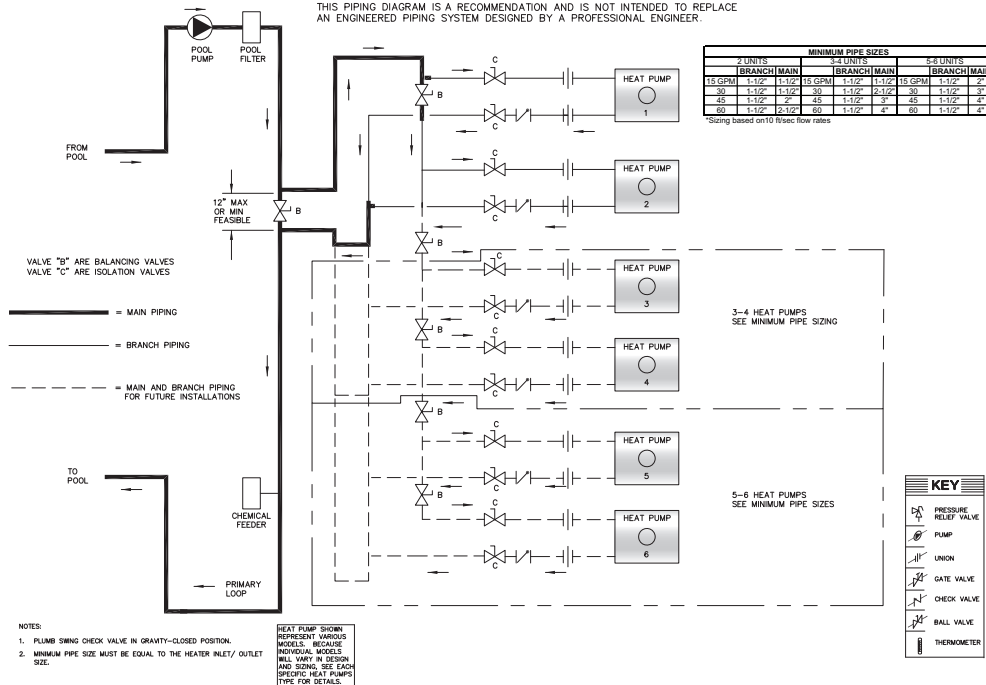 THIS PIPING DIAGRAM IS A RECOMMENDATION AND IS NOT INTENDED TO REPLACE
AN ENGINEERED PIPING SYSTEM DESIGNED BY A PROFESSIONAL ENGINEER.
POOL
PUMP
POOL
FILTER
FROM
POOL
12" MAX
OR MIN
FEASIBLE
B
VALVE "B" ARE BALANCING VALVES
VALVE "C" ARE ISOLATION VALVES
= MAIN PIPING
= BRANCH PIPING
= MAIN AND BRANCH PIPING
FOR FUTURE INSTALLATIONS
TO
POOL
CHEMICAL
FEEDER
PRIMARY
LOOP
C
B
C
HEAT PUMP
1
C
C
HEAT PUMP
2
B
C
C
HEAT PUMP
3
B
C
C
HEAT PUMP
4
B
C
C
HEAT PUMP
5
B
C
C
HEAT PUMP
6
3-4 HEAT PUMPS
SEE MINIMUM PIPE SIZING
5-6 HEAT PUMPS
SEE MINIMUM PIPE SIZES
MINIMUM PIPE SIZES
2 UNITS 3-4 UNITS 5-6 UNITS
BRANCH MAIN BRANCH MAIN BRANCH MAIN
15 GPM 1-1/2" 1-1/2" 15 GPM 1-1/2" 1-1/2" 15 GPM 1-1/2" 2"
30 1-1/2" 1-1/2" 30 1-1/2" 2-1/2" 30 1-1/2" 3"
45 1-1/2" 2" 45 1-1/2" 3" 45 1-1/2" 4"
60 1-1/2" 2-1/2" 60 1-1/2" 4" 60 1-1/2" 4"
*Sizing based on10 ft/sec flow rates
KEY
PRESSURE
RELIEF VALVE
PUMP
UNION
GATE VALVE
CHECK VALVE
BALL VALVE
THERMOMETER
NOTES:
1. PLUMB SWING CHECK VALVE IN GRAVITY-CLOSED POSITION.
2. MINIMUM PIPE SIZE MUST BE EQUAL TO THE HEATER INLET/ OUTLET
SIZE.
HEAT PUMP SHOWN
REPRESENT VARIOUS
MODELS. BECAUSE
INDIVIDUAL MODELS
WILL VARY IN DESIGN
AND SIZING, SEE EACH
SPECIFIC HEAT PUMPS
TYPE FOR DETAILS.